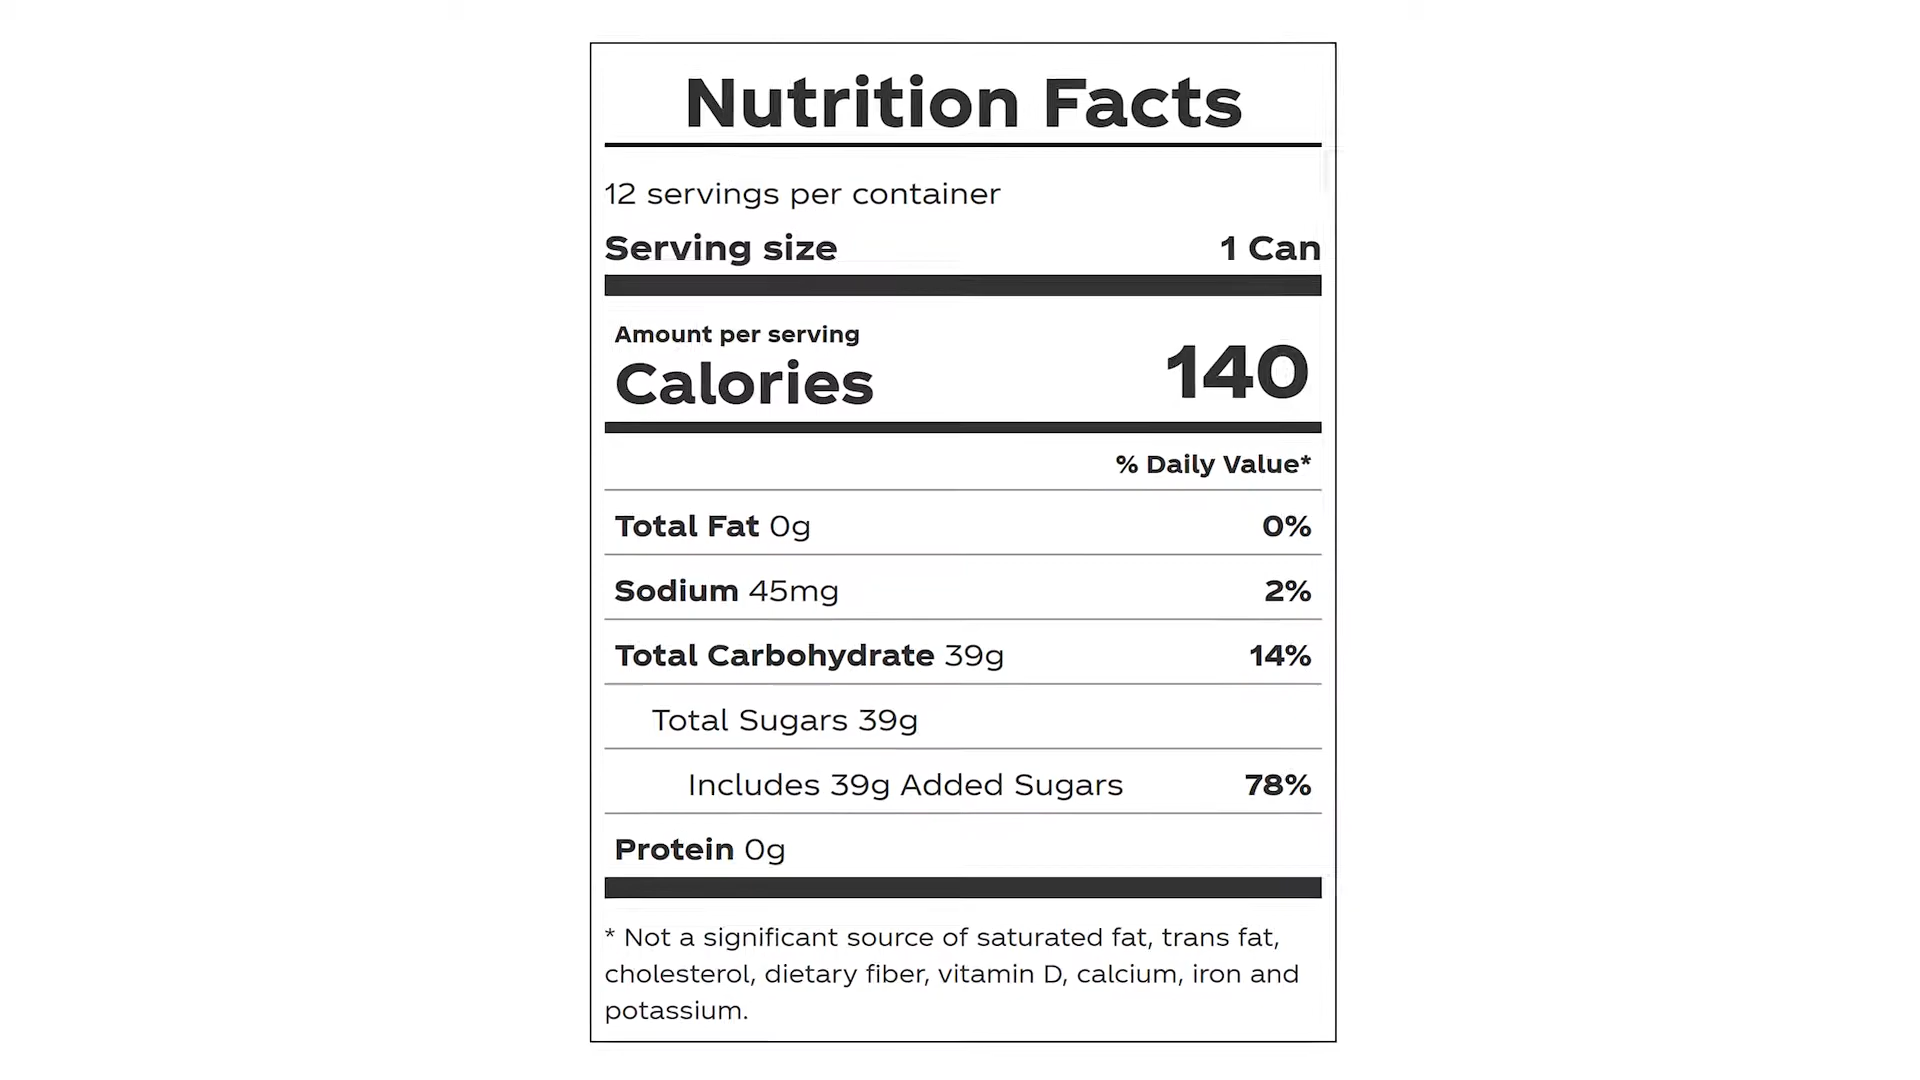 Nutrition Facts
12 servings per container
Serving size 1 Can
Amount per serving
Calories 140
% Daily Value*
Total Fat 0g 0%
Sodium 45mg 2%
Total Carbohydrate 39g 14%
Total Sugars 39g
Includes 39g Added Sugars 78%
Protein 0g
* Not a significant source of saturated fat, trans fat,
cholesterol, dietary fiber, vitamin D, calcium, iron and
potassium.